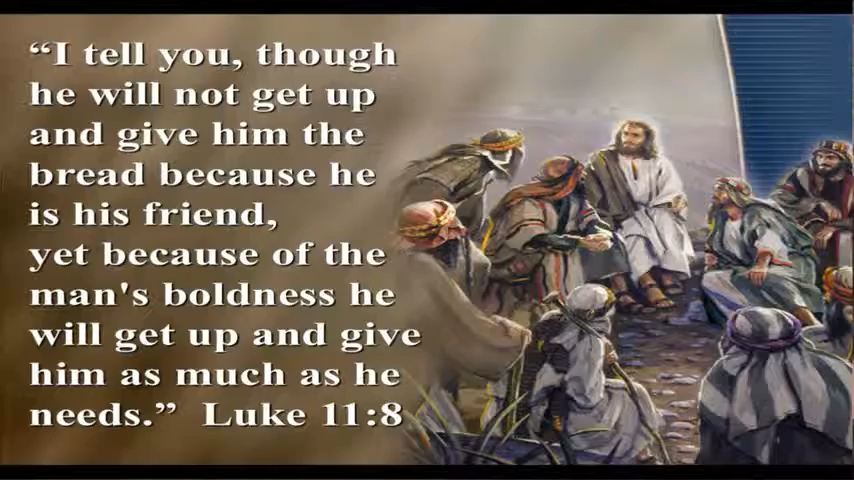 “I tell you, though
he will not get up
and give him the
bread because he
is his friend,
yet because of the
man's boldness he
will get up and give
him as much as he
needs.”  Luke 11:8